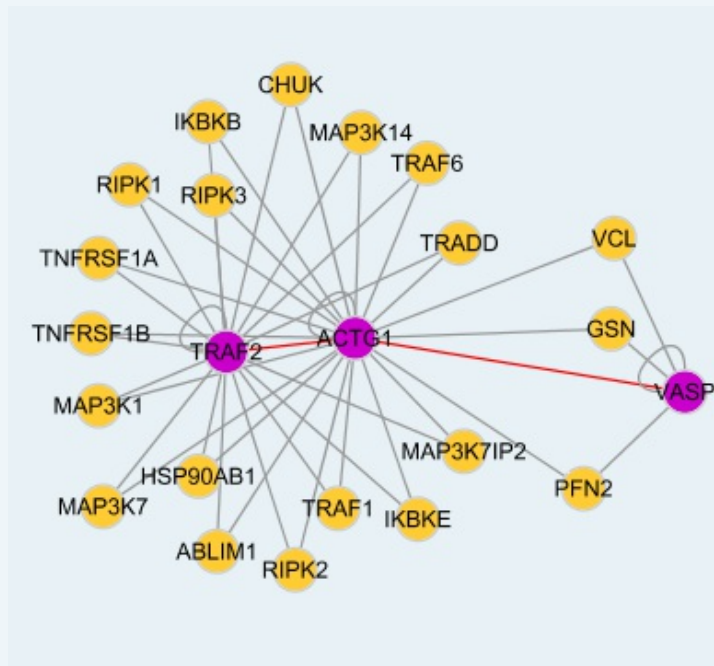 CHUK
IKBKB
MAP3K14
TRAF6
RIPK1
RIPK3
TRADD
VCL
TNFRSF1A
TNFRSF1B
GSN
TRAF2
ACTG1
VASP
MAP3K1
MAP3K7IP2
HSP90AB1
PFN2
MAP3K7
TRAF1
IKBKE
ABLIM1
RIPK2